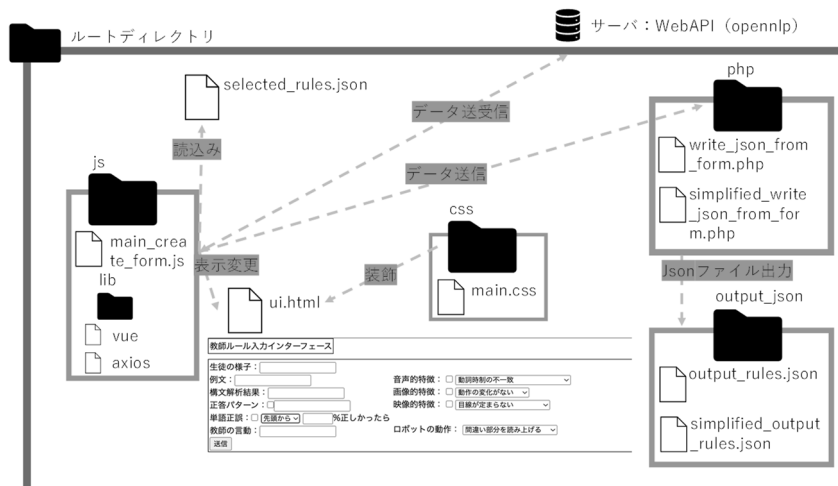 ルートディレクトリ
サーバ：WebAPI（opennlp）
selected_rules.json
php
データ送受信
読込み
write_json_from
_form.php
js
データ送信
simplified_write
_json_from_for
m.php
css
main_crea
te_form.js
表示変更
装飾
Jsonファイル出力
lib
ui.html
main.css
output_json
vue
axios
教師ルール入力インターフェース
生徒の様子：
例文：
音声的特徴：
動詞時制の不一致
構文解析結果：
画像的特徴：
動作の変化がない
正答パターン：
映像的特徴：
目線が定まらない
単語正誤：
先頭から
%正しかったら
教師の言動：
ロボットの動作：
間違い部分を読み上げる
送信
output_rules.json
simplified_output
_rules.json